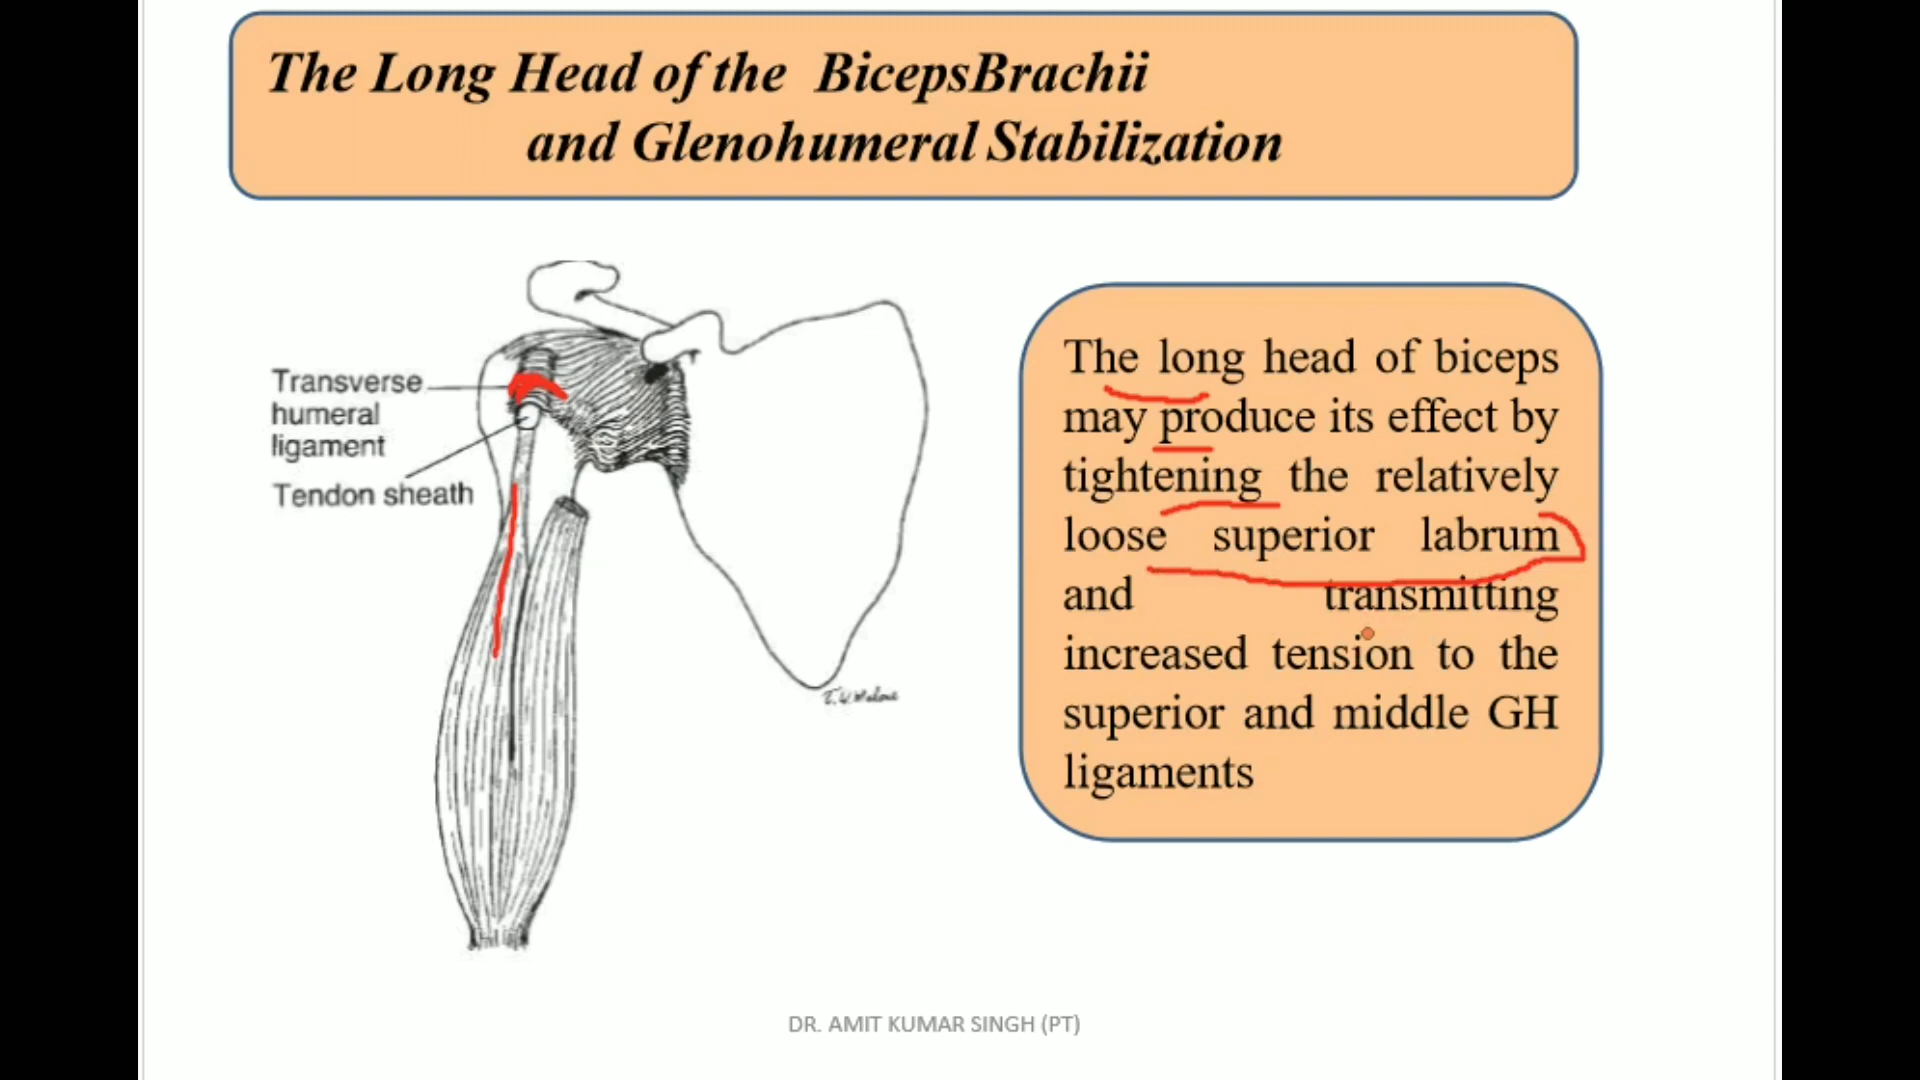 The Long Head of the BicepsBrachii
and Glenohumeral Stabilization
Transverse
humeral
ligament
Tendon sheath
The long head of biceps
may produce its effect by
tightening the relatively
loose superior labrum
and transmitting
increased tension to the
superior and middle GH
ligaments
DR. AMIT KUMAR SINGH (PT)